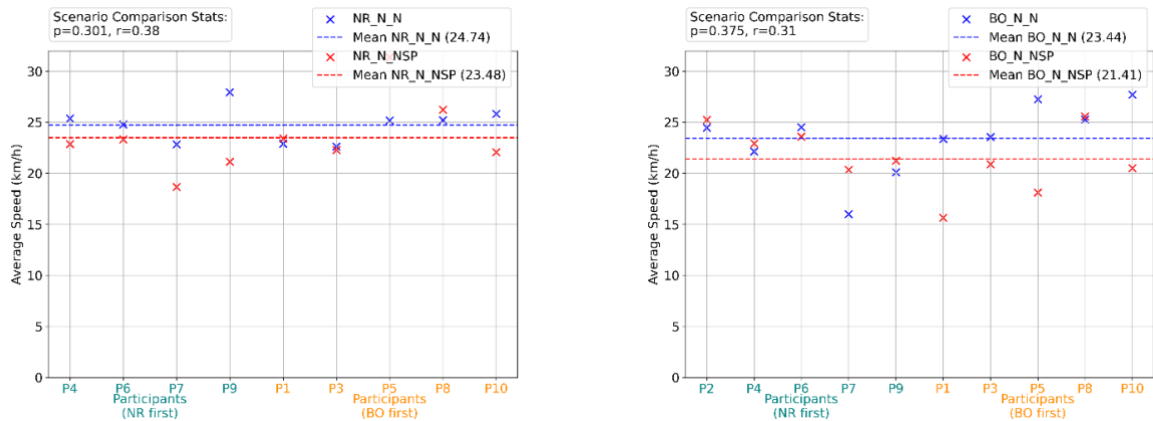 Scenario Comparison Stats:
p=0.301, r=0.38
NR_N_N
Mean NR_N_N (24.74)
NR_N_NSP
Mean NR_N_NSP (23.48)
Average Speed (km/h)
30
25
20
15
10
5
0
P4 P6 P7 P9 P1 P3 P5 P8 P10
Participants
(NR first)
Participants
(BO first)
Scenario Comparison Stats:
p=0.375, r=0.31
BO_N_N
Mean BO_N_N (23.44)
BO_N_NSP
Mean BO_N_NSP (21.41)
Average Speed (km/h)
30
25
20
15
10
5
0
P2 P4 P6 P7 P9 P1 P3 P5 P8 P10
Participants
(NR first)
Participants
(BO first)